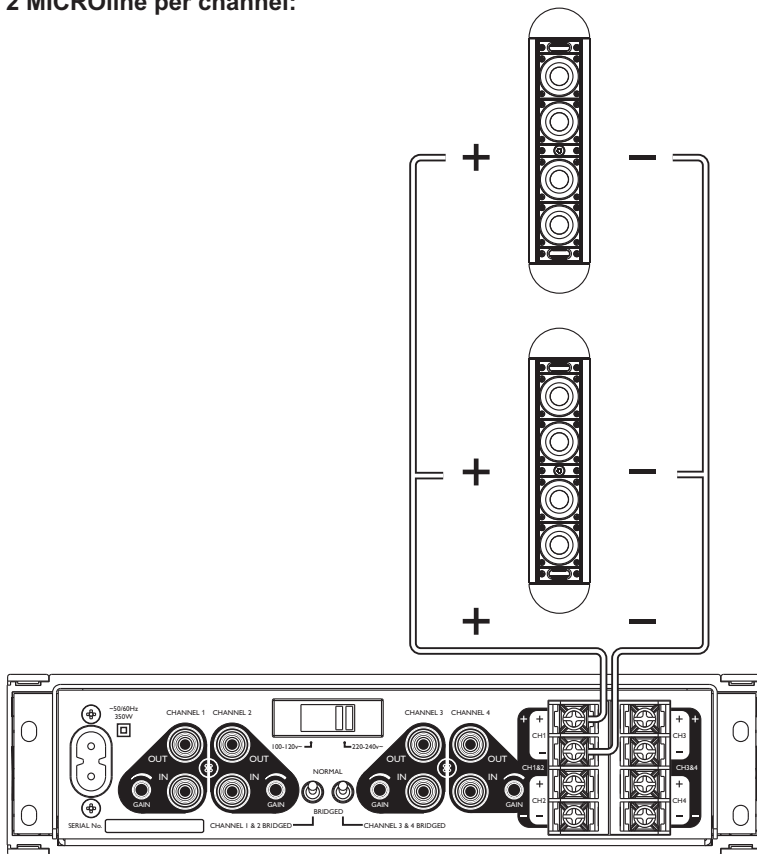 2 MICROline per channel:
+ −
+ −
+ −
~50/60Hz
350W
CHANNEL 1 CHANNEL 2
CHANNEL 3 CHANNEL 4
100-120v~ 220-240v~
OUT OUT
OUT OUT
IN IN
IN IN
GAIN GAIN
GAIN GAIN
NORMAL
BRIDGED
SERIAL No.
CHANNEL 1 & 2 BRIDGED
CHANNEL 3 & 4 BRIDGED
+ + + +
CH1 CH3
− −
CH1&2 CH3&4
+ +
CH2 CH4
− − − −